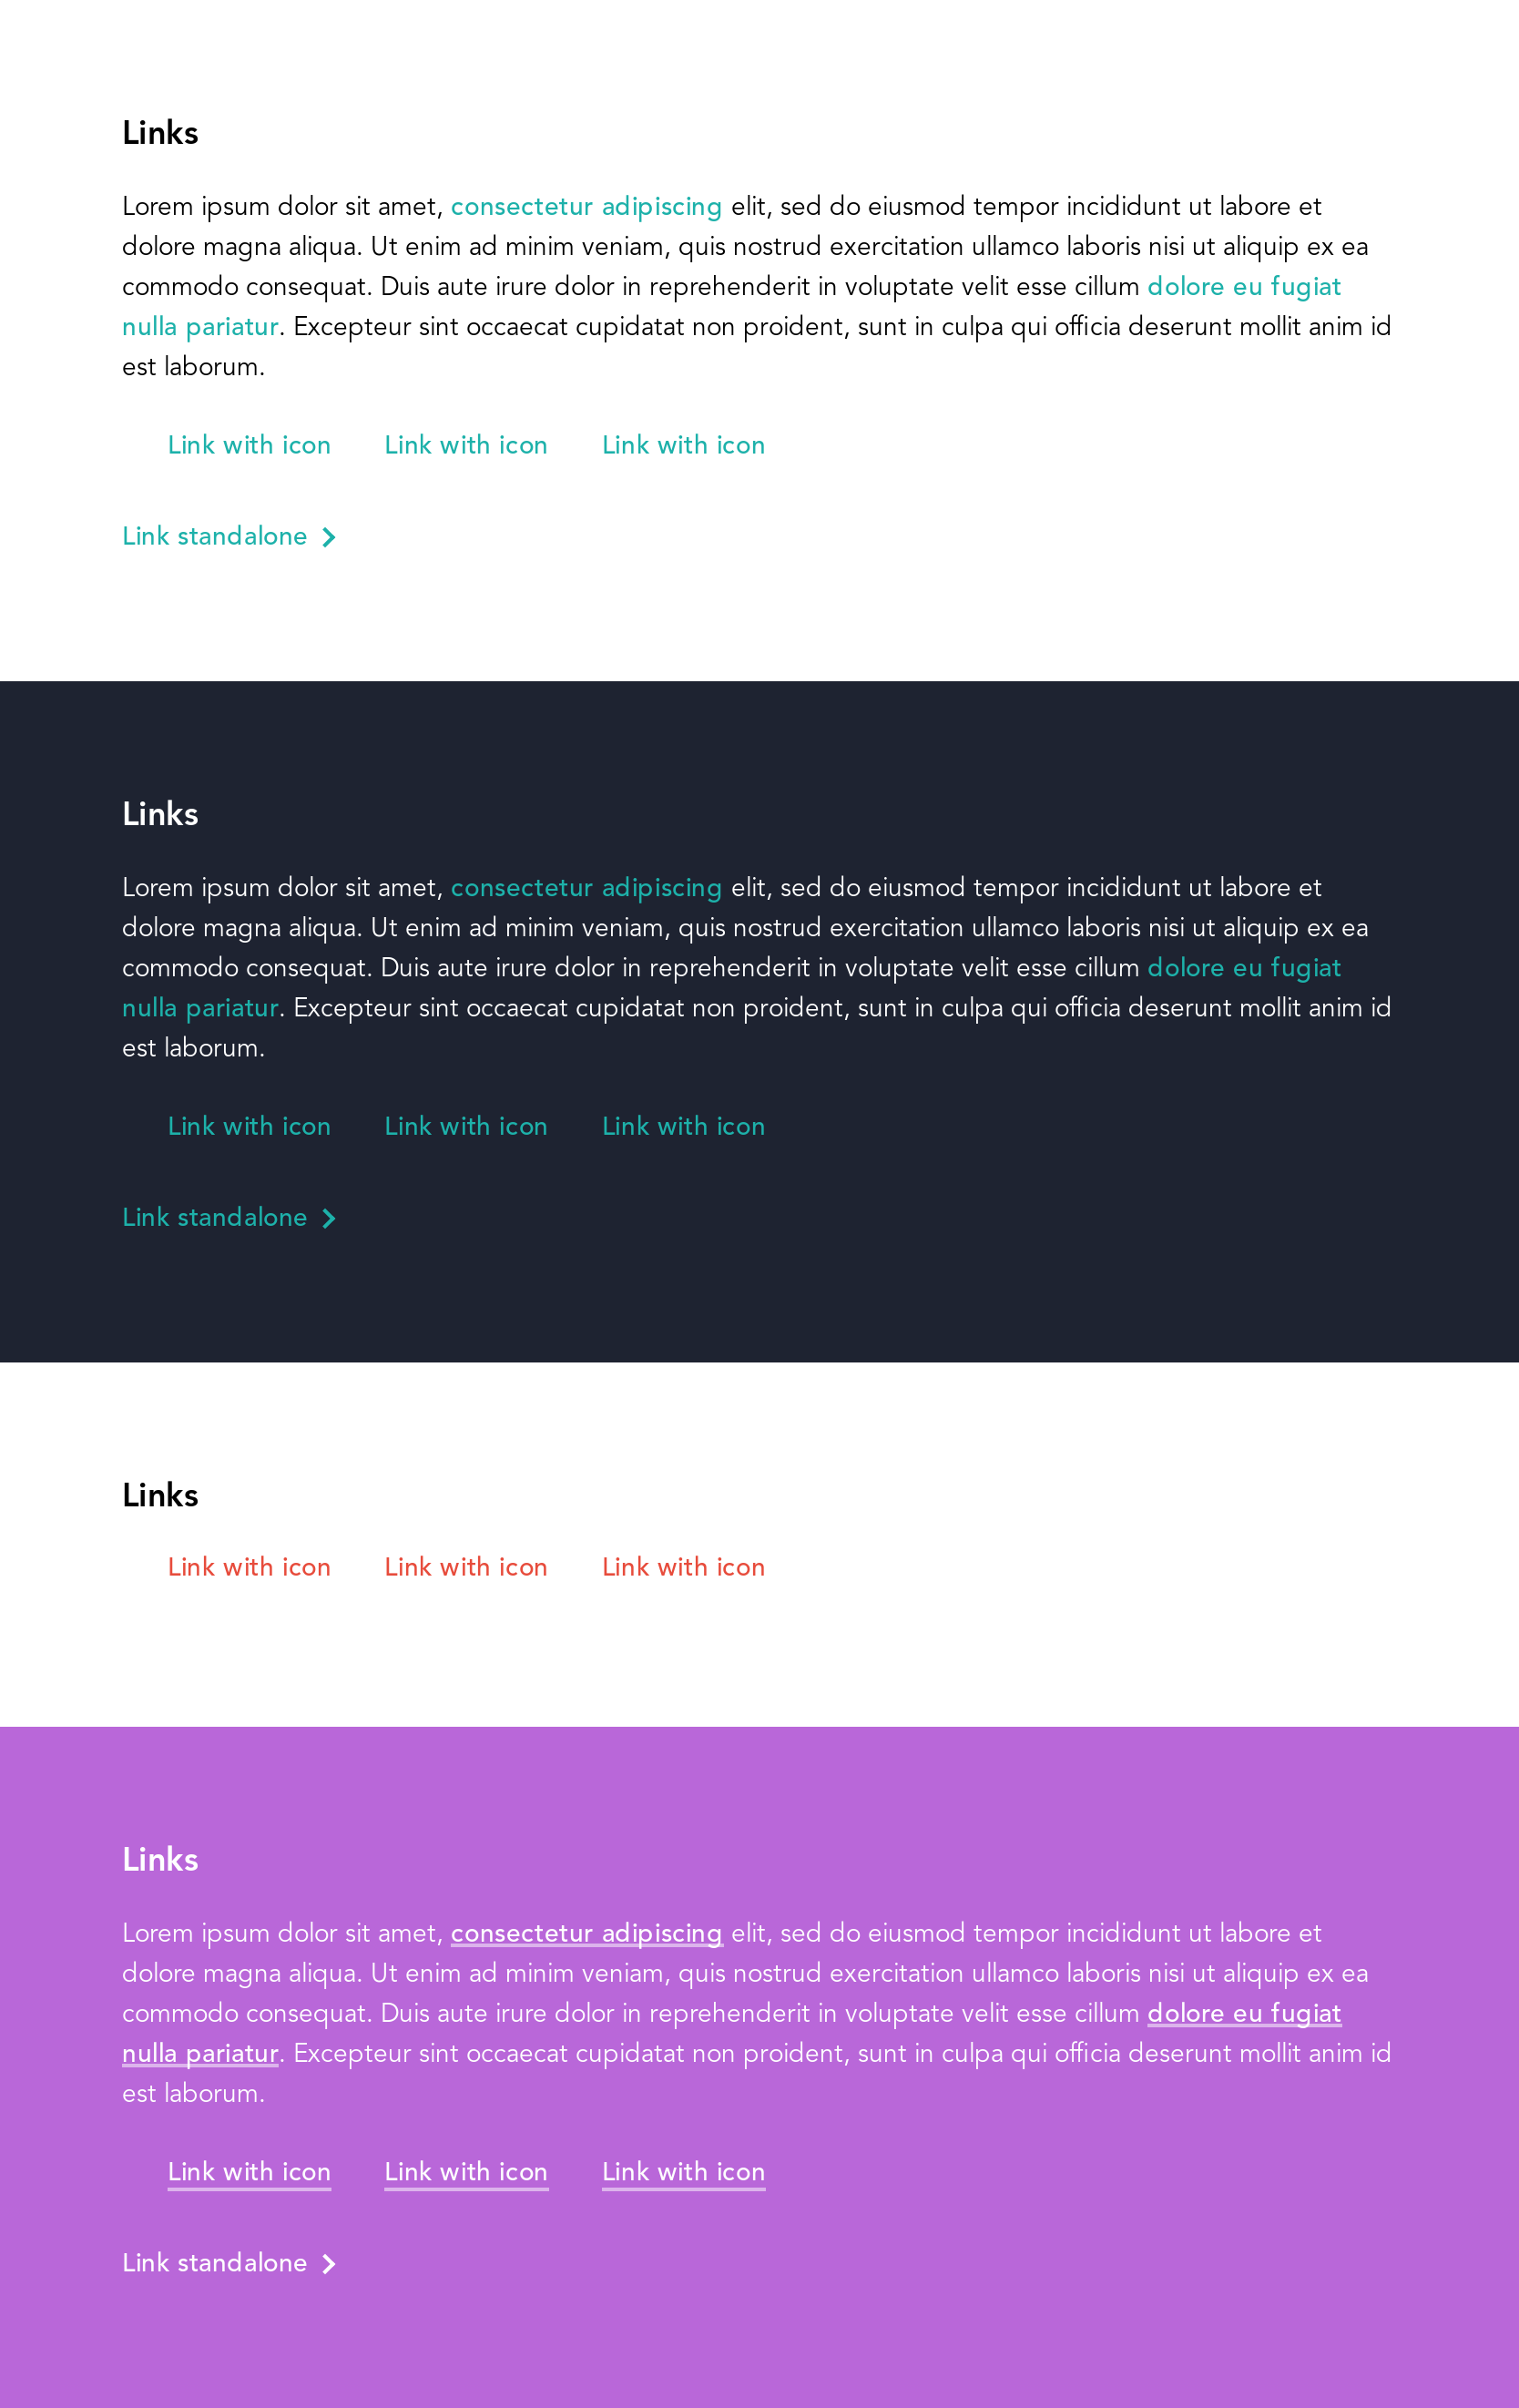 Links
Lorem ipsum dolor sit amet, consectetur adipiscing elit, sed do eiusmod tempor incididunt ut labore et
dolore magna aliqua. Ut enim ad minim veniam, quis nostrud exercitation ullamco laboris nisi ut aliquip ex ea
commodo consequat. Duis aute irure dolor in reprehenderit in voluptate velit esse cillum dolore eu fugiat
nulla pariatur. Excepteur sint occaecat cupidatat non proident, sunt in culpa qui officia deserunt mollit anim id
est laborum.
Link with icon Link with icon Link with icon
Link standalone
Links
Lorem ipsum dolor sit amet, consectetur adipiscing elit, sed do eiusmod tempor incididunt ut labore et
dolore magna aliqua. Ut enim ad minim veniam, quis nostrud exercitation ullamco laboris nisi ut aliquip ex ea
commodo consequat. Duis aute irure dolor in reprehenderit in voluptate velit esse cillum dolore eu fugiat
nulla pariatur. Excepteur sint occaecat cupidatat non proident, sunt in culpa qui officia deserunt mollit anim id
est laborum.
Link with icon Link with icon Link with icon
Link standalone
Links
Link with icon Link with icon Link with icon
Links
Lorem ipsum dolor sit amet, consectetur adipiscing elit, sed do eiusmod tempor incididunt ut labore et
dolore magna aliqua. Ut enim ad minim veniam, quis nostrud exercitation ullamco laboris nisi ut aliquip ex ea
commodo consequat. Duis aute irure dolor in reprehenderit in voluptate velit esse cillum dolore eu fugiat
nulla pariatur. Excepteur sint occaecat cupidatat non proident, sunt in culpa qui officia deserunt mollit anim id
est laborum.
Link with icon Link with icon Link with icon
Link standalone